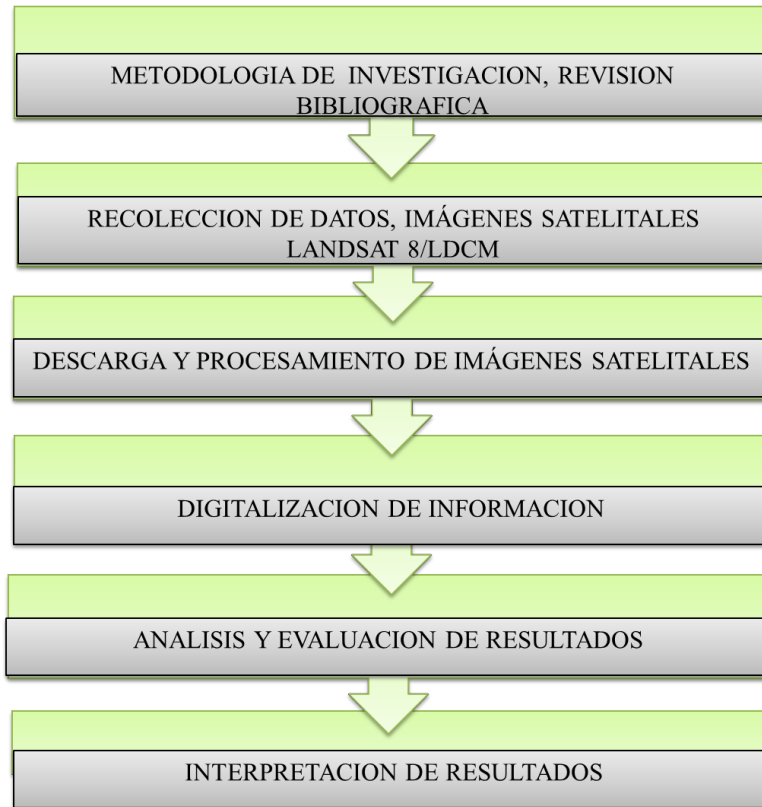 METODOLOGIA DE INVESTIGACION, REVISION
BIBLIOGRAFICA
RECOLECCION DE DATOS, IMÁGENES SATELITALES
LANDSAT 8/LDCM
DESCARGA Y PROCESAMIENTO DE IMÁGENES SATELITALES
DIGITALIZACION DE INFORMACION
ANALISIS Y EVALUACION DE RESULTADOS
INTERPRETACION DE RESULTADOS